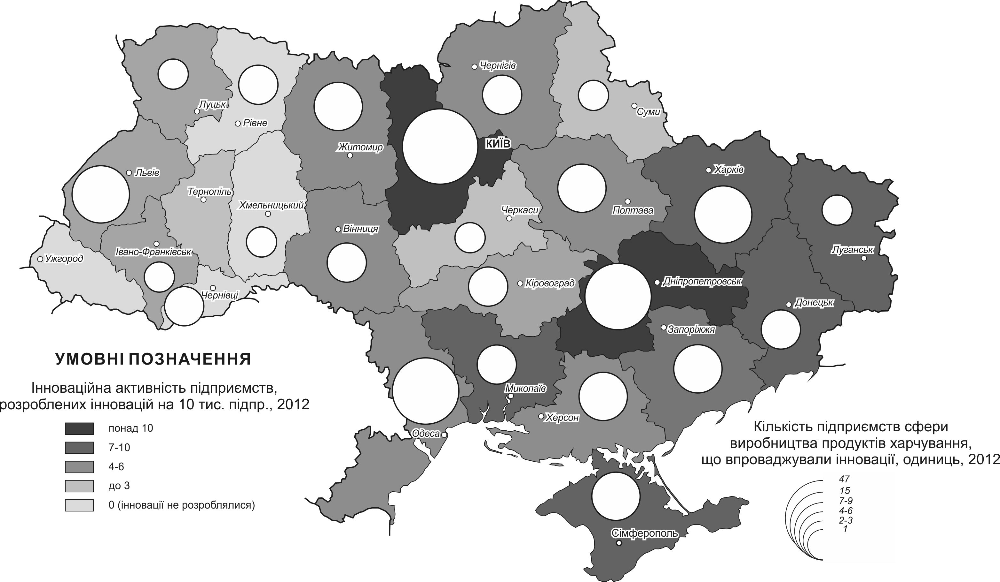 Чернігів
Суми
Луцьк
Рівне
КИЇВ
Житомир
Львів
Харків
Тернопіль
Хмельницький
Черкаси
Полтава
Вінниця
Івано-Франківськ
Луганськ
Ужгород
Чернівці
Кіровоград
Дніпропетровськ
Донецьк
Запоріжжя
Миколаїв
Херсон
Одеса
Сімферополь
УМОВНІ ПОЗНАЧЕННЯ
Інноваційна активність підприємств,
розроблених інновацій на 10 тис. підпр., 2012
понад 10
7-10
4-6
до 3
0 (інновації не розроблялися)
Кількість підприємств сфери
виробництва продуктів харчування,
що впроваджували інновації, одиниць, 2012
47
15
7-9
4-6
2-3
1